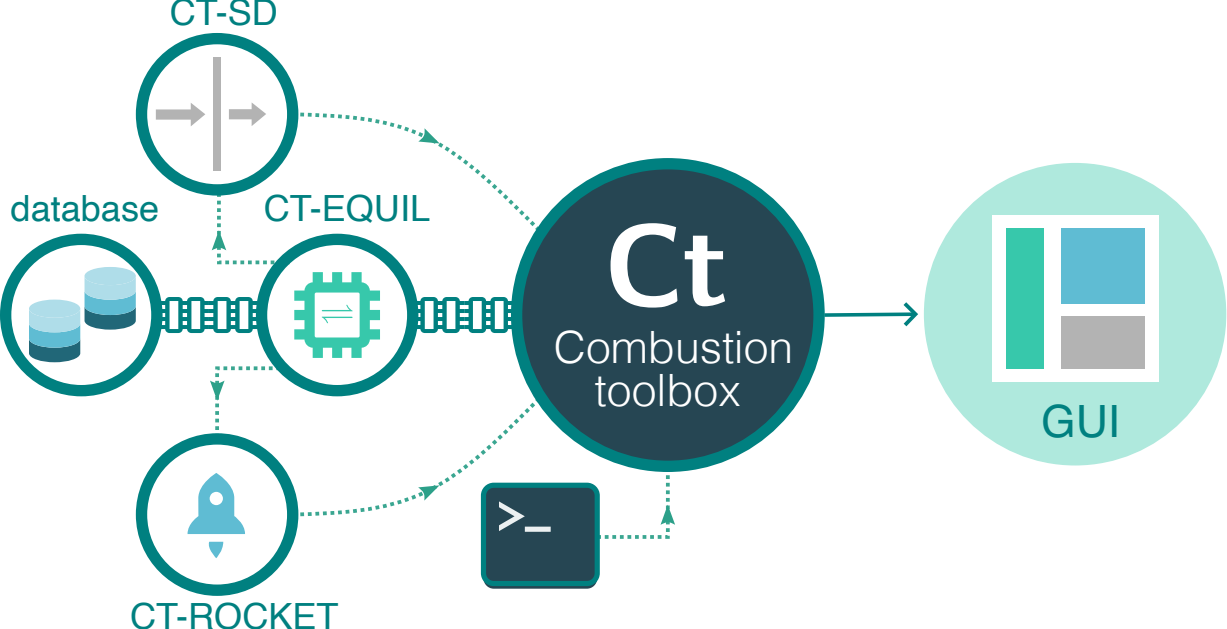 CT-SD
database
CT-EQUIL
Ct
Combustion
toolbox
GUI
>_
CT-ROCKET